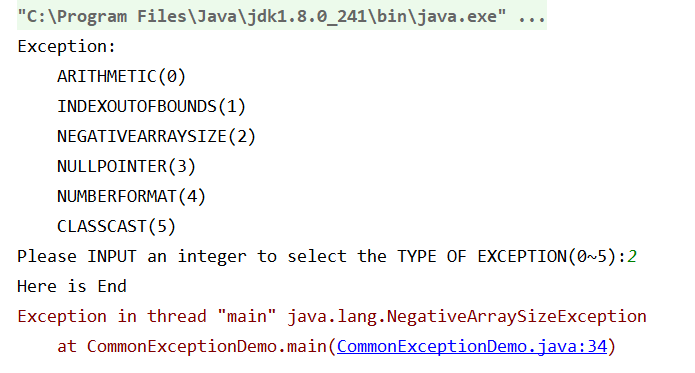 "C:\Program Files\Java\jdk1.8.0_241\bin\java.exe" ...
Exception:
    ARITHMETIC(0)
    INDEXOUTOFBOUNDS(1)
    NEGATIVEARRAYSIZE(2)
    NULLPOINTER(3)
    NUMBERFORMAT(4)
    CLASSCAST(5)
Please INPUT an integer to select the TYPE OF EXCEPTION(0~5):2
Here is End
Exception in thread "main" java.lang.NegativeArraySizeException
    at CommonExceptionDemo.main(CommonExceptionDemo.java:34)